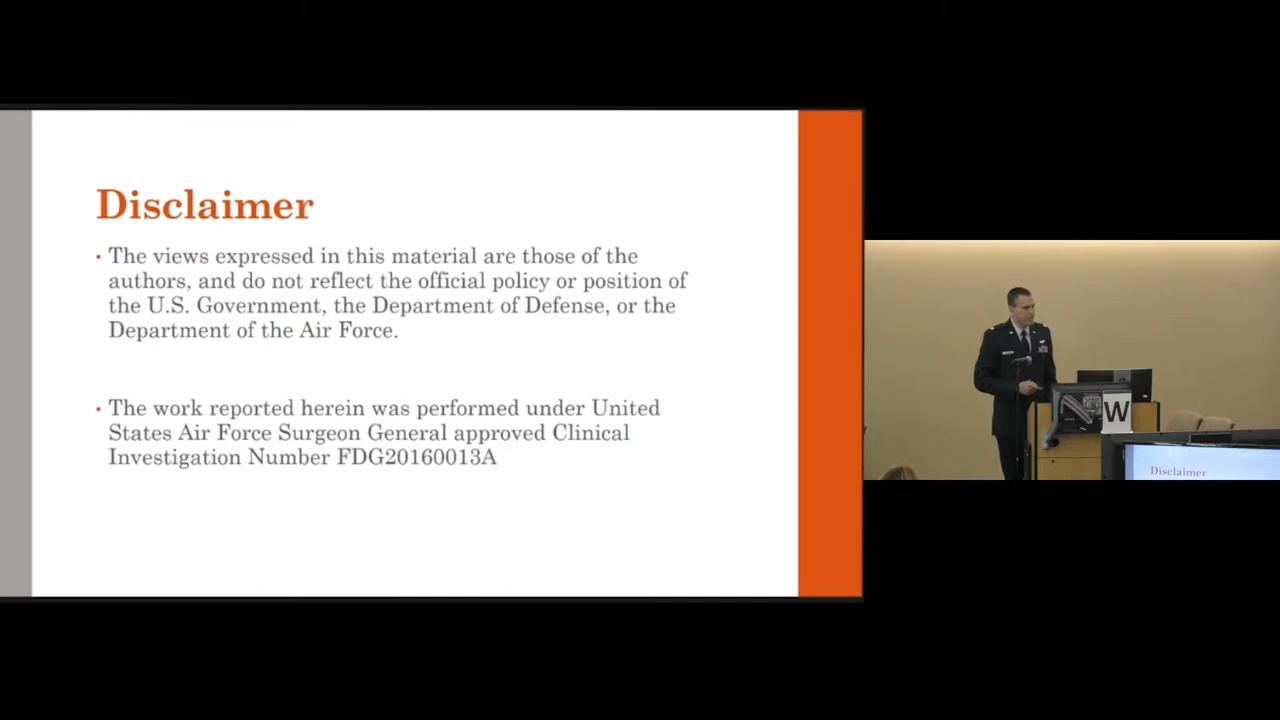 Disclaimer
• The views expressed in this material are those of the
authors, and do not reflect the official policy or position of
the U.S. Government, the Department of Defense, or the
Department of the Air Force.
• The work reported herein was performed under United
States Air Force Surgeon General approved Clinical
Investigation Number FDG20160013A
W
Disclaimer